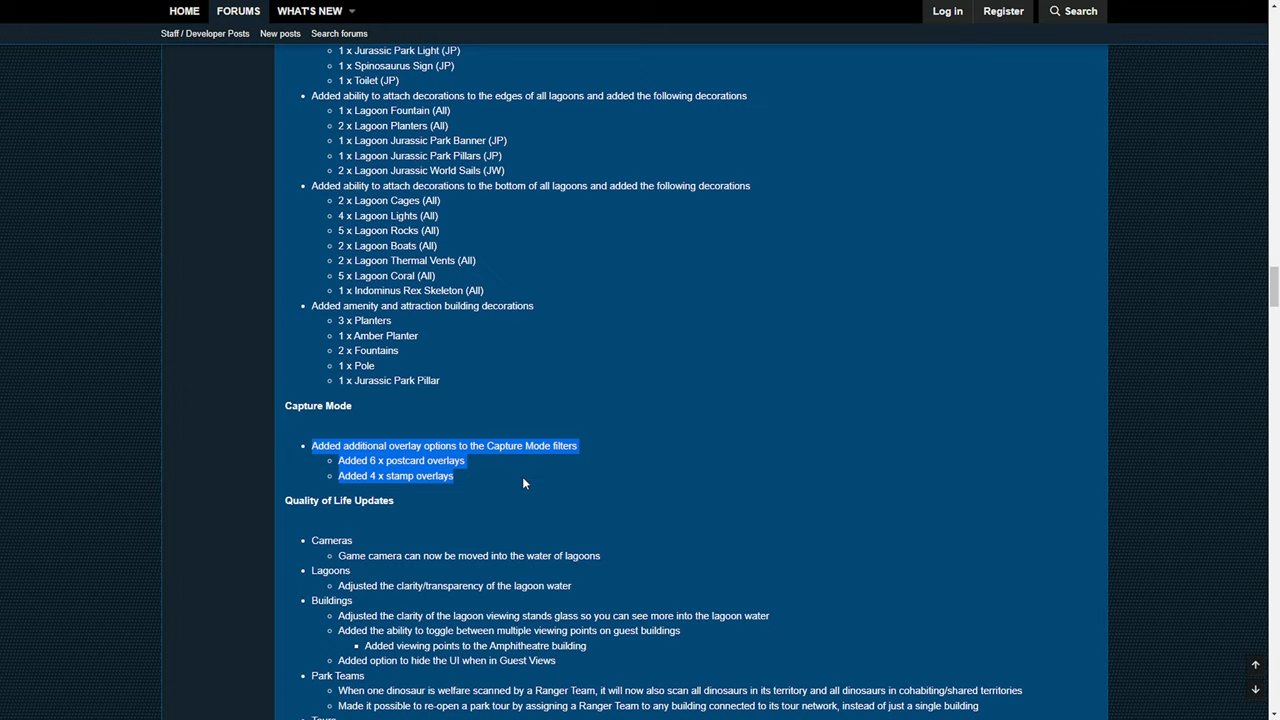 HOME FORUMS WHAT'S NEW Log in Register Search
Staff / Developer Posts New posts Search forums
1 x Jurassic Park Light (JP)
1 x Spinosaurus Sign (JP)
1 x Toilet (JP)
Added ability to attach decorations to the edges of all lagoons and added the following decorations
1 x Lagoon Fountain (All)
2 x Lagoon Planters (All)
1 x Lagoon Jurassic Park Banner (JP)
1 x Lagoon Jurassic Park Pillars (JP)
2 x Lagoon Jurassic World Sails (JW)
Added ability to attach decorations to the bottom of all lagoons and added the following decorations
2 x Lagoon Cages (All)
4 x Lagoon Lights (All)
5 x Lagoon Rocks (All)
2 x Lagoon Boats (All)
2 x Lagoon Thermal Vents (All)
5 x Lagoon Coral (All)
1 x Indominus Rex Skeleton (All)
Added amenity and attraction building decorations
3 x Planters
1 x Amber Planter
2 x Fountains
1 x Pole
1 x Jurassic Park Pillar
Capture Mode
Added additional overlay options to the Capture Mode filters
Added 6 x postcard overlays
Added 4 x stamp overlays
Quality of Life Updates
Cameras
Game camera can now be moved into the water of lagoons
Lagoons
Adjusted the clarity/transparency of the lagoon water
Buildings
Adjusted the clarity of the lagoon viewing stands glass so you can see more into the lagoon water
Added the ability to toggle between multiple viewing points on guest buildings
Added viewing points to the Amphitheatre building
Added option to hide the UI when in Guest Views
Park Teams
When one dinosaur is welfare scanned by a Ranger Team, it will now also scan all dinosaurs in its territory and all dinosaurs in cohabiting/shared territories
Made it possible to re-open a park tour by assigning a Ranger Team to any building connected to its tour network, instead of just a single building
Tours